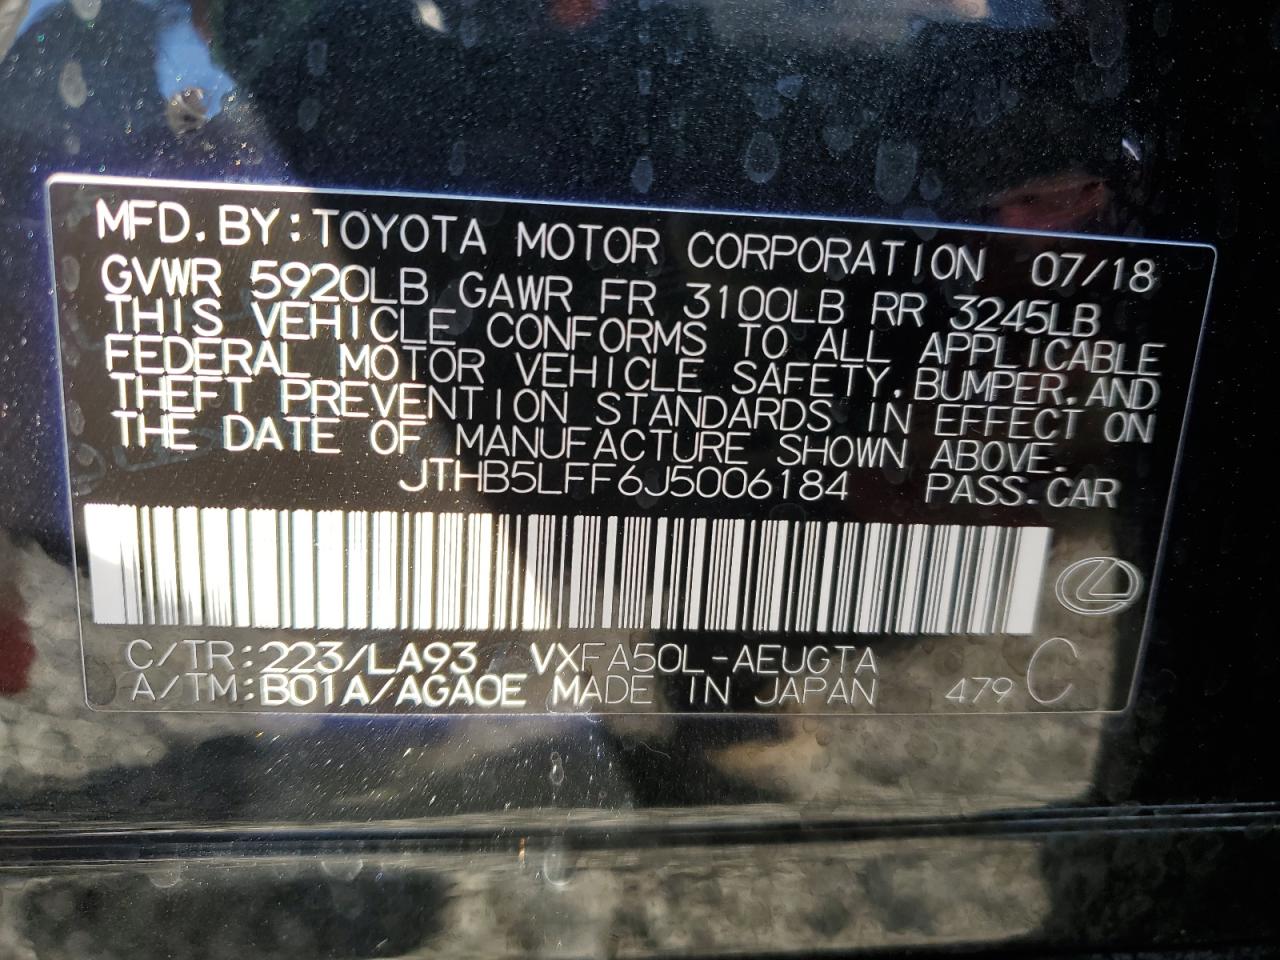 MFD. BY: TOYOTA MOTOR CORPORATION 07/18
GVWR 5920LB GAWR FR 3100LB RR 3245LB
THIS VEHICLE CONFORMS TO ALL APPLICABLE
FEDERAL MOTOR VEHICLE SAFETY, BUMPER, AND
THEFT PREVENTION STANDARDS IN EFFECT ON
THE DATE OF MANUFACTURE SHOWN ABOVE.
JTHB5LFF6J5006184 PASS. CAR
C/TR: 223/LA93 VXFA50L-AEUGTA
A/TM: B01A/AGA0E MADE IN JAPAN 479 C